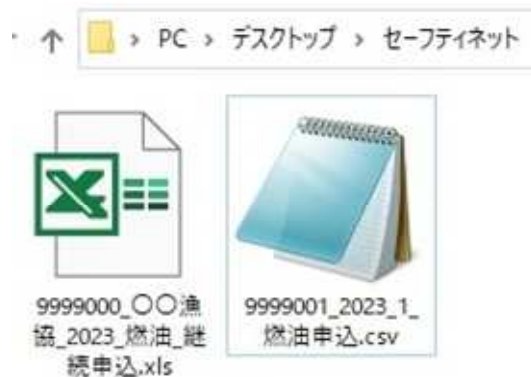 PC > デスクトップ > セーフティネット
9999000_〇〇漁
協_2023_燃油_継
続申込.xls
9999001_2023_1_
燃油申込.csv